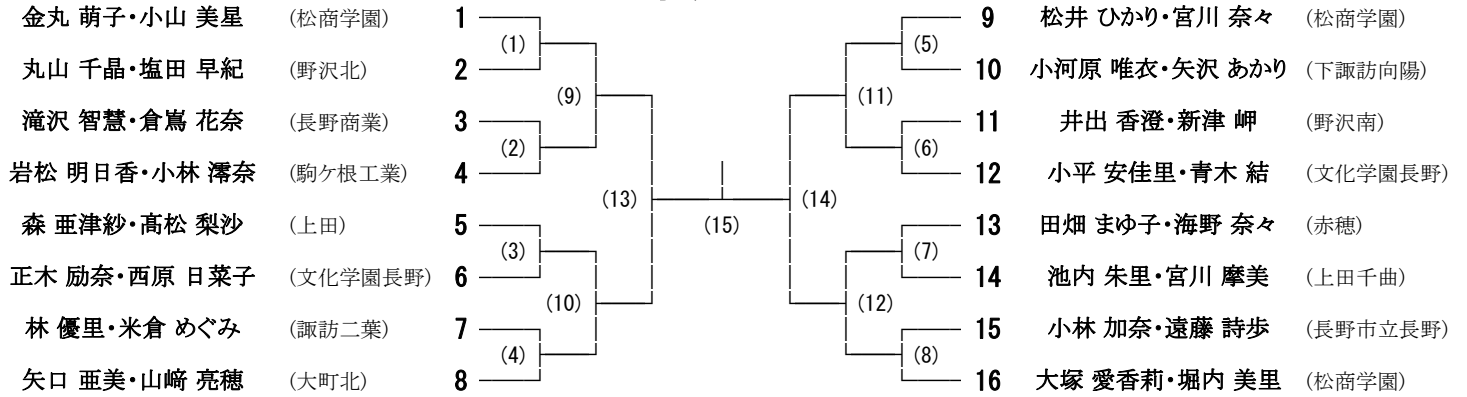 金丸 萌子・小山 美星 (松商学園) 1
(1)
丸山 千晶・塩田 早紀 (野沢北) 2
(9)
滝沢 智慧・倉嶌 花奈 (長野商業) 3
(2)
岩松 明日香・小林 澪奈 (駒ケ根工業) 4
(13)
森 亜津紗・髙松 梨沙 (上田) 5
(3)
正木 励奈・西原 日菜子 (文化学園長野) 6
(10)
林 優里・米倉 めぐみ (諏訪二葉) 7
(4)
矢口 亜美・山﨑 亮穂 (大町北) 8
(15)
9 松井 ひかり・宮川 奈々 (松商学園)
(5)
10 小河原 唯衣・矢沢 あかり (下諏訪向陽)
(11)
11 井出 香澄・新津 岬 (野沢南)
(6)
12 小平 安佳里・青木 結 (文化学園長野)
(14)
13 田畑 まゆ子・海野 奈々 (赤穂)
(7)
14 池内 朱里・宮川 摩美 (上田千曲)
(12)
15 小林 加奈・遠藤 詩歩 (長野市立長野)
(8)
16 大塚 愛香莉・堀内 美里 (松商学園)